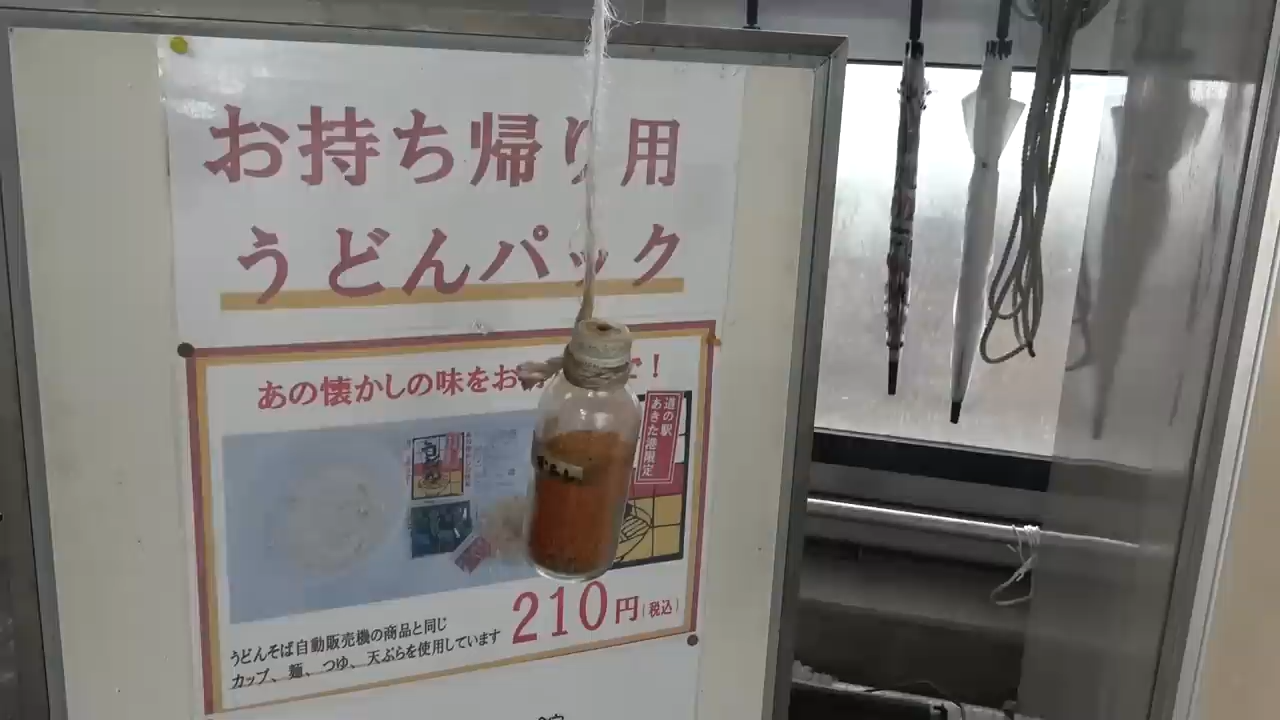 お持ち帰り用
うどんパック
あの懐かしの味をお
！
道の駅
あきた港限定
210円(税込)
うどんそば自動販売機の商品と同じ
カップ、麺、つゆ、天ぷらを使用しています